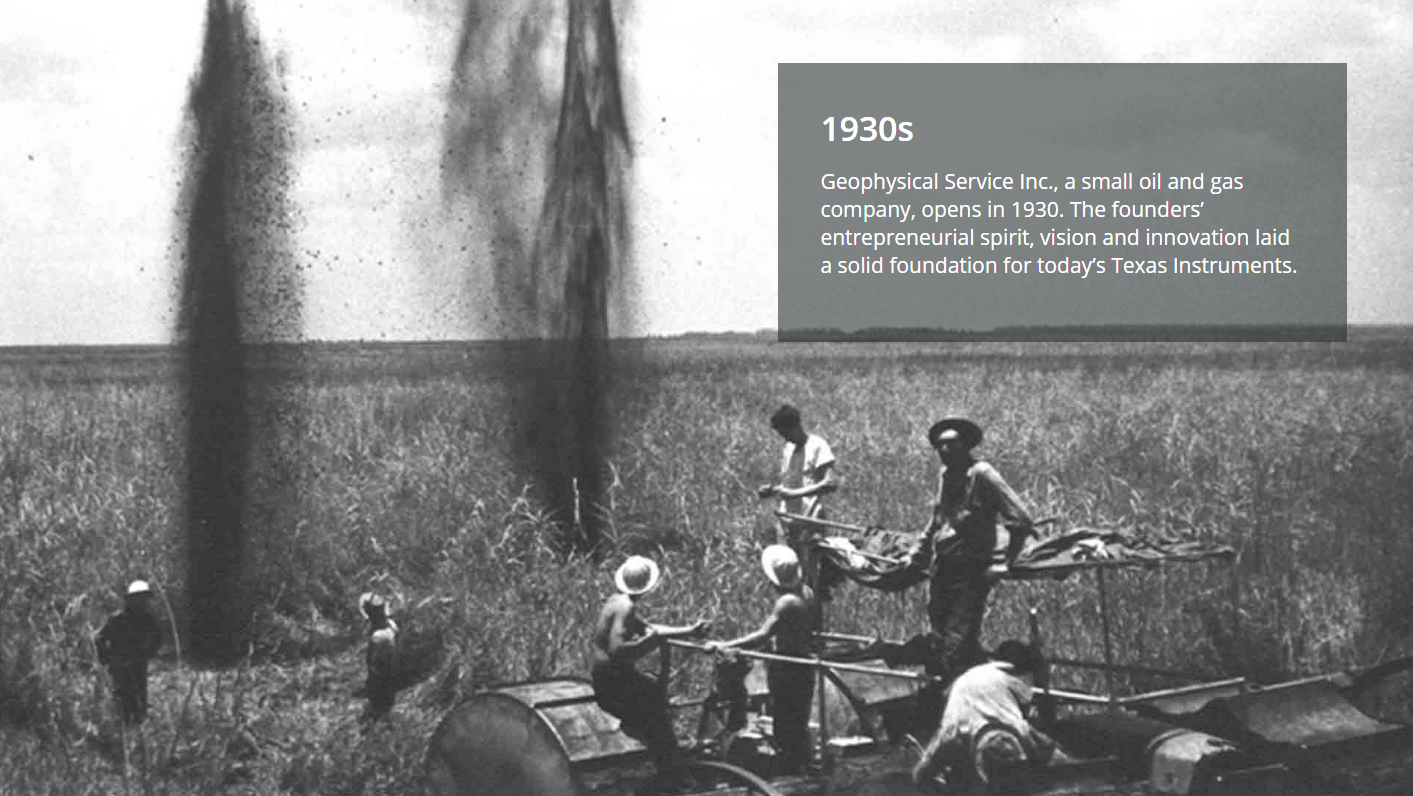 1930s
Geophysical Service Inc., a small oil and gas
company, opens in 1930. The founders’
entrepreneurial spirit, vision and innovation laid
a solid foundation for today’s Texas Instruments.